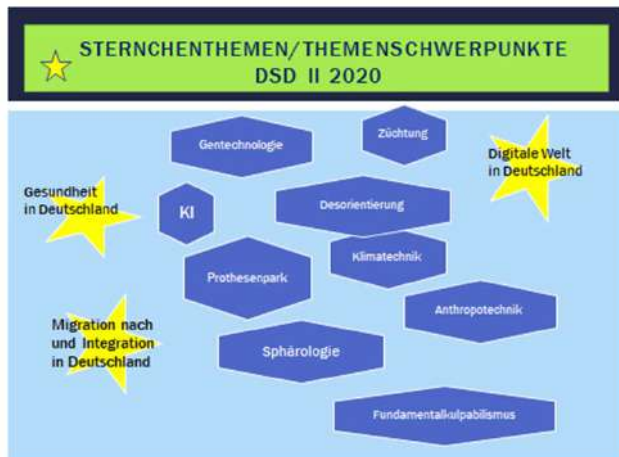 STERNCHENTHEMEN/THEMENSCHWERPUNKTE
DSD II 2020
Gentechnologie
Züchtung
Digitale Welt
in Deutschland
Gesundheit
in Deutschland
KI
Desorientierung
Klimatechnik
Prothesenpark
Anthropotechnik
Migration nach
und Integration
in Deutschland
Sphärologie
Fundamentalkulpabilismus